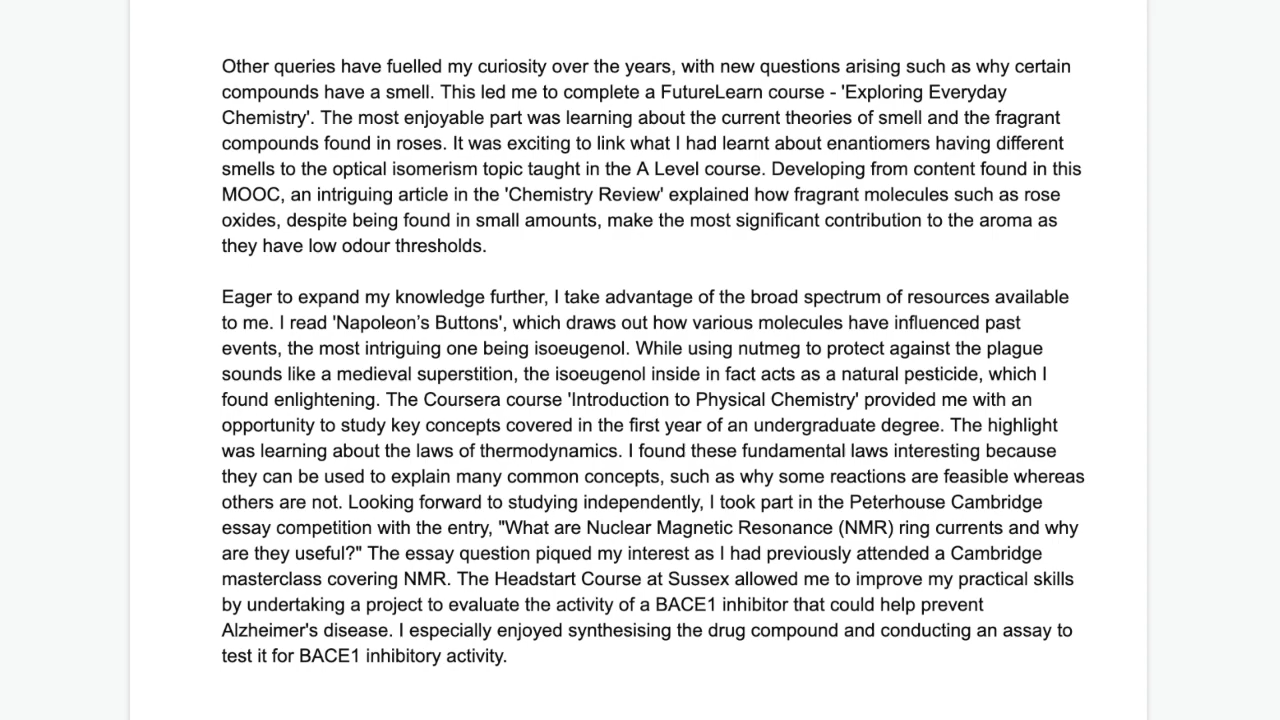 Other queries have fuelled my curiosity over the years, with new questions arising such as why certain
compounds have a smell. This led me to complete a FutureLearn course - 'Exploring Everyday
Chemistry'. The most enjoyable part was learning about the current theories of smell and the fragrant
compounds found in roses. It was exciting to link what I had learnt about enantiomers having different
smells to the optical isomerism topic taught in the A Level course. Developing from content found in this
MOOC, an intriguing article in the 'Chemistry Review' explained how fragrant molecules such as rose
oxides, despite being found in small amounts, make the most significant contribution to the aroma as
they have low odour thresholds.
Eager to expand my knowledge further, I take advantage of the broad spectrum of resources available
to me. I read 'Napoleon’s Buttons', which draws out how various molecules have influenced past
events, the most intriguing one being isoeugenol. While using nutmeg to protect against the plague
sounds like a medieval superstition, the isoeugenol inside in fact acts as a natural pesticide, which I
found enlightening. The Coursera course 'Introduction to Physical Chemistry' provided me with an
opportunity to study key concepts covered in the first year of an undergraduate degree. The highlight
was learning about the laws of thermodynamics. I found these fundamental laws interesting because
they can be used to explain many common concepts, such as why some reactions are feasible whereas
others are not. Looking forward to studying independently, I took part in the Peterhouse Cambridge
essay competition with the entry, "What are Nuclear Magnetic Resonance (NMR) ring currents and why
are they useful?" The essay question piqued my interest as I had previously attended a Cambridge
masterclass covering NMR. The Headstart Course at Sussex allowed me to improve my practical skills
by undertaking a project to evaluate the activity of a BACE1 inhibitor that could help prevent
Alzheimer's disease. I especially enjoyed synthesising the drug compound and conducting an assay to
test it for BACE1 inhibitory activity.